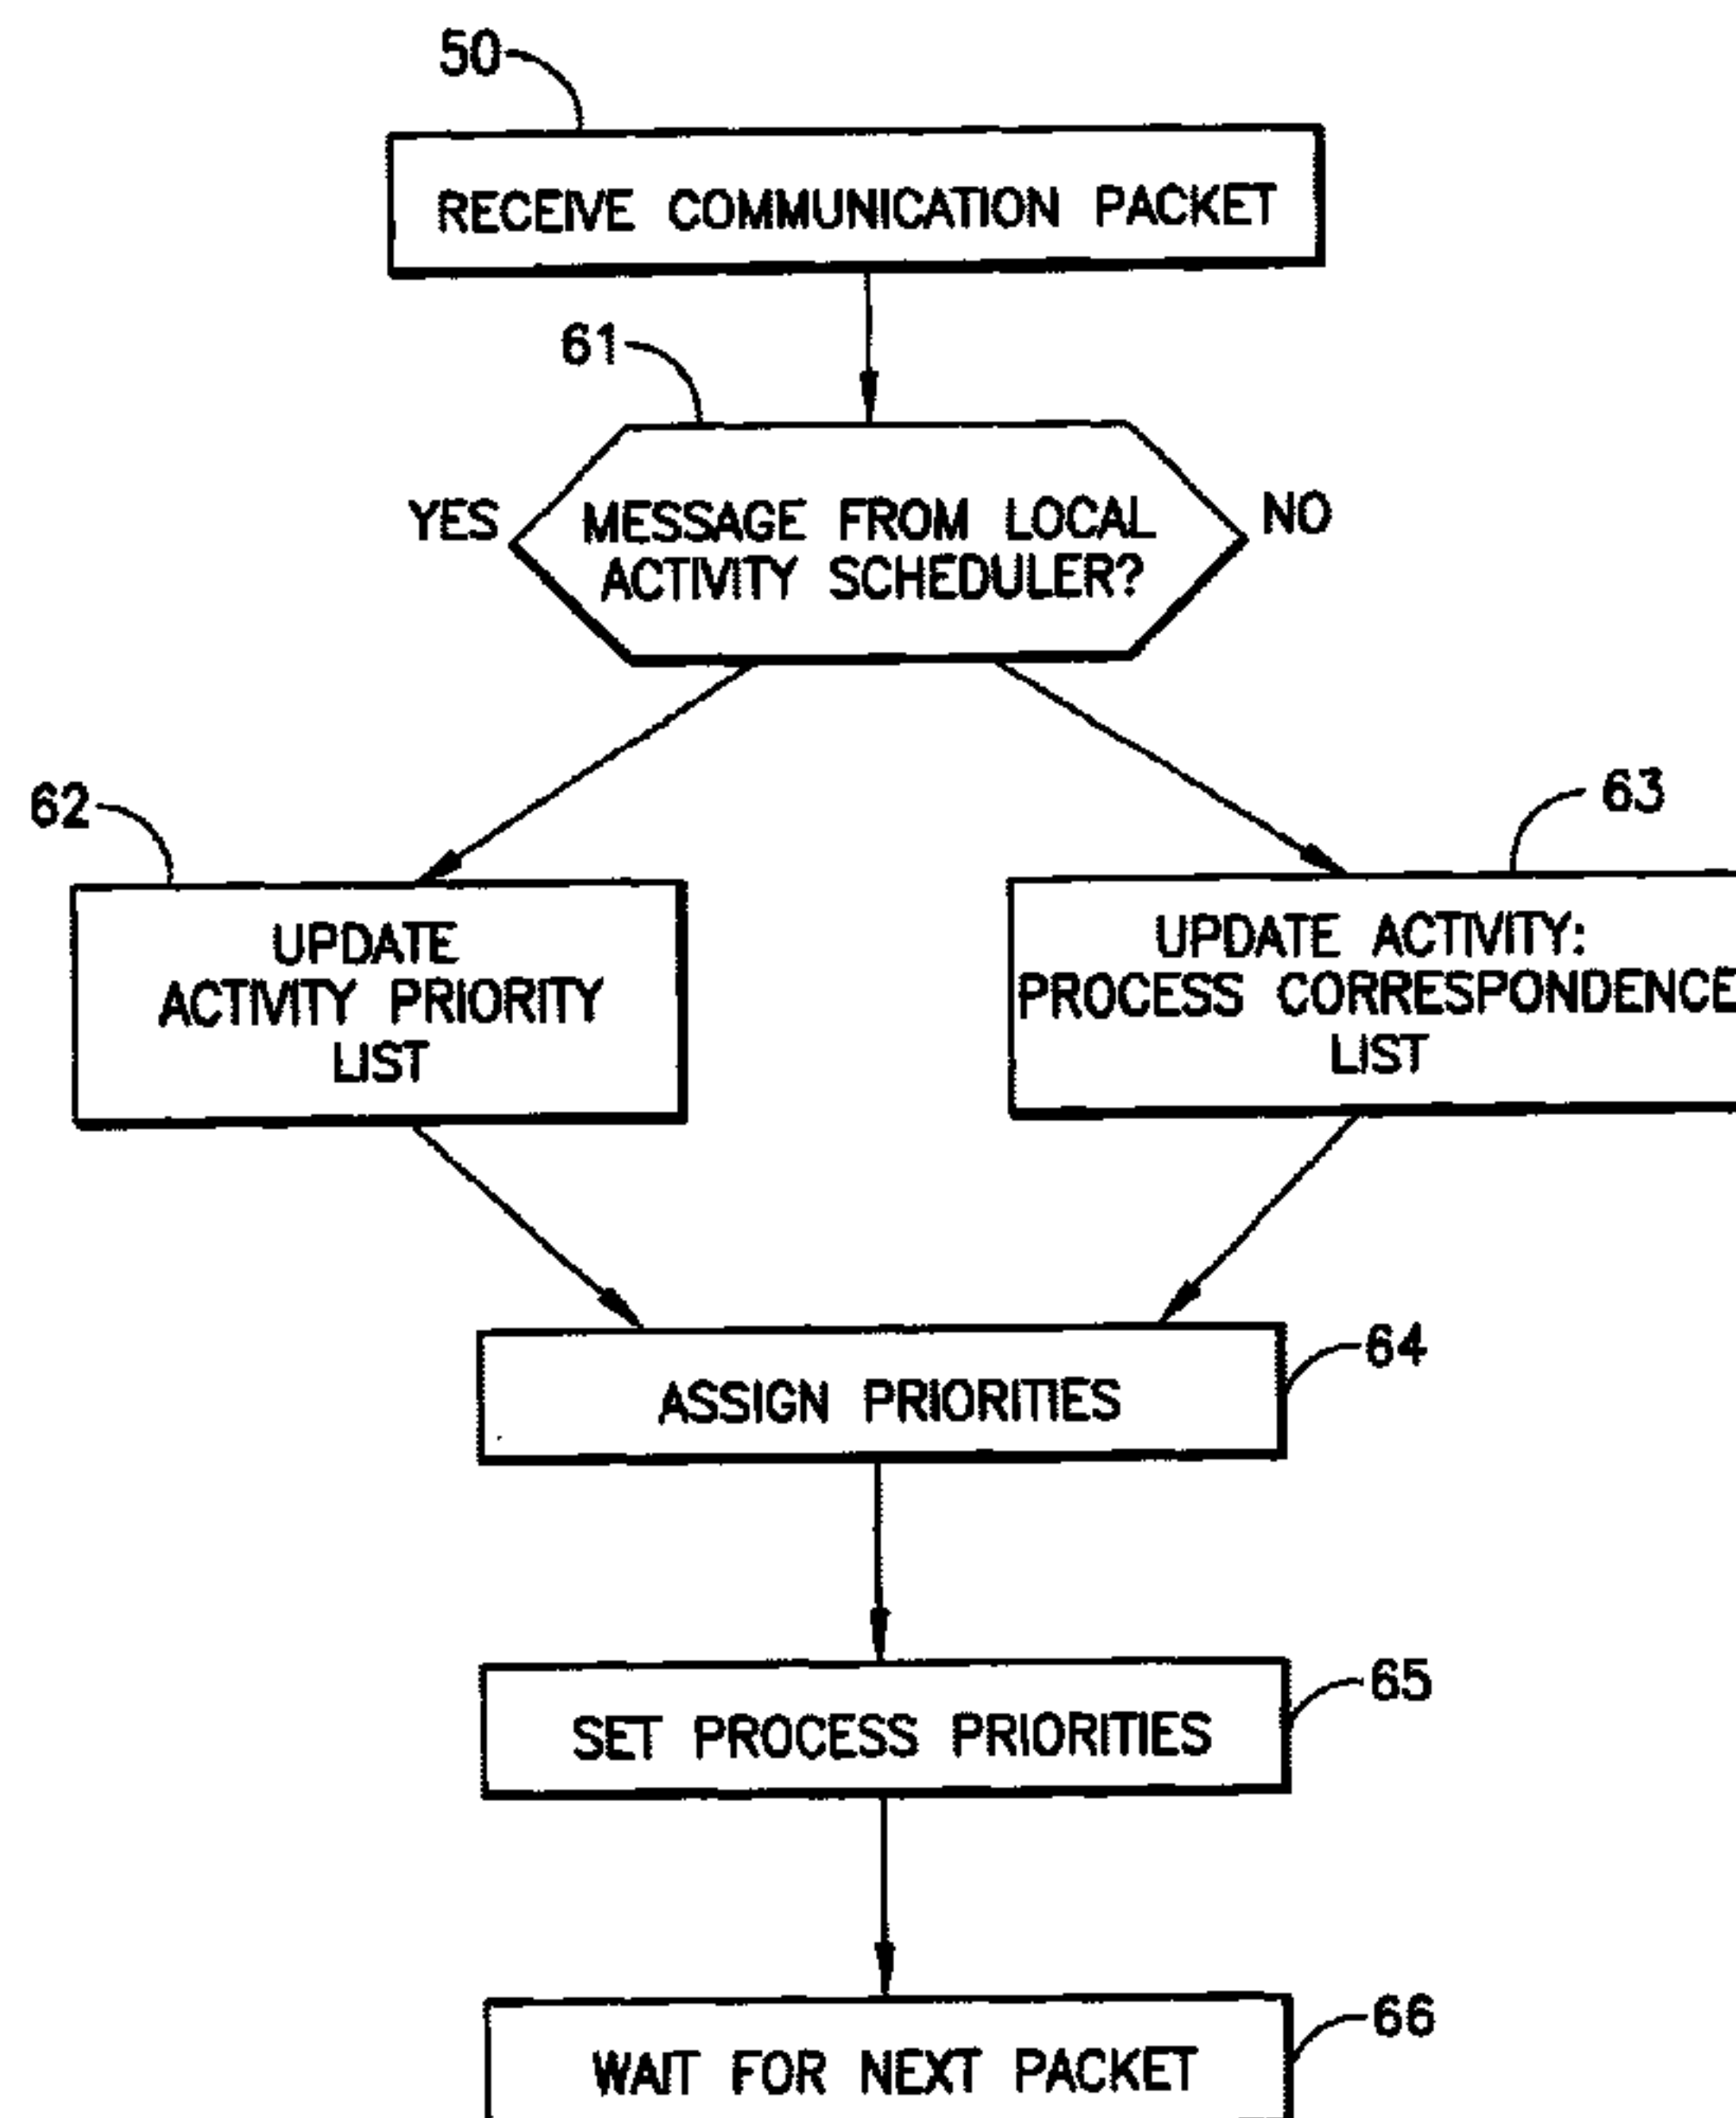 50
RECEIVE COMMUNICATION PACKET
61
YES
MESSAGE FROM LOCAL
ACTIVITY SCHEDULER?
NO
62
UPDATE
ACTIVITY PRIORITY
LIST
63
UPDATE ACTIVITY:
PROCESS CORRESPONDENCE
LIST
ASSIGN PRIORITIES
64
SET PROCESS PRIORITIES
65
WAIT FOR NEXT PACKET
66